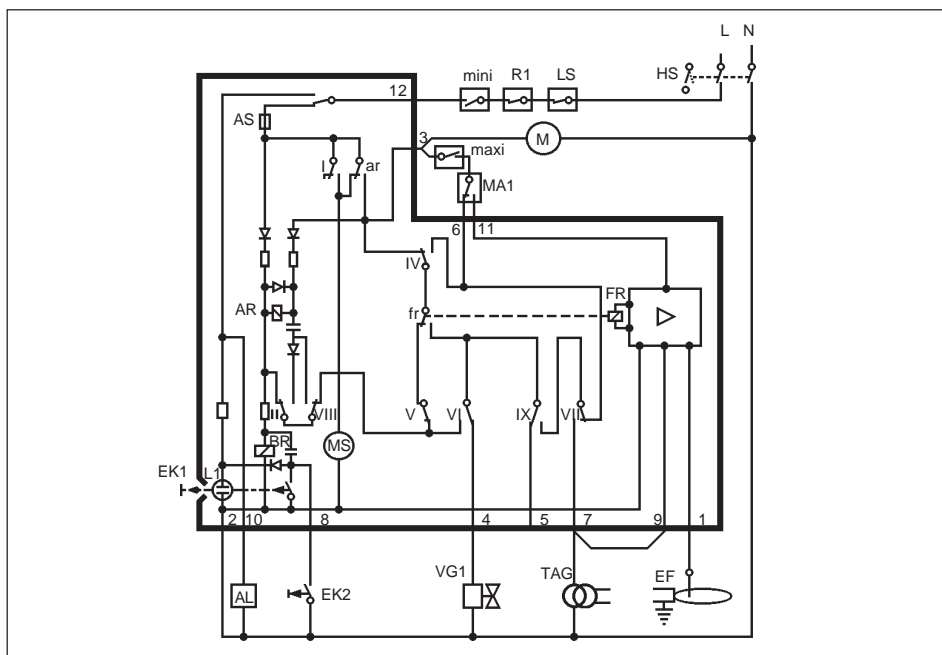 L N
HS
mini R1 LS
12
AS
3
M
maxi
I ar
MA1
6 11
IV
FR
AR
fr
II VIII V VI IX VII
BR MS
EK1 L1
2 10 8 4 5 7 9 1
VG1 TAG EF
AL EK2